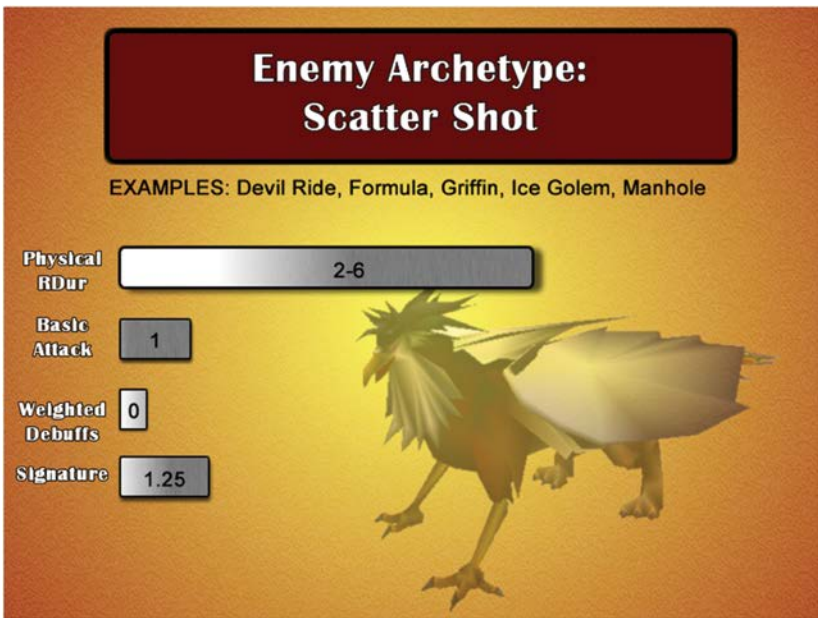 Enemy Archetype:
Scatter Shot
EXAMPLES: Devil Ride, Formula, Griffin, Ice Golem, Manhole
Physical
RDur
2-6
Basic
Attack
1
Weighted
Debuffs
0
Signature
1.25